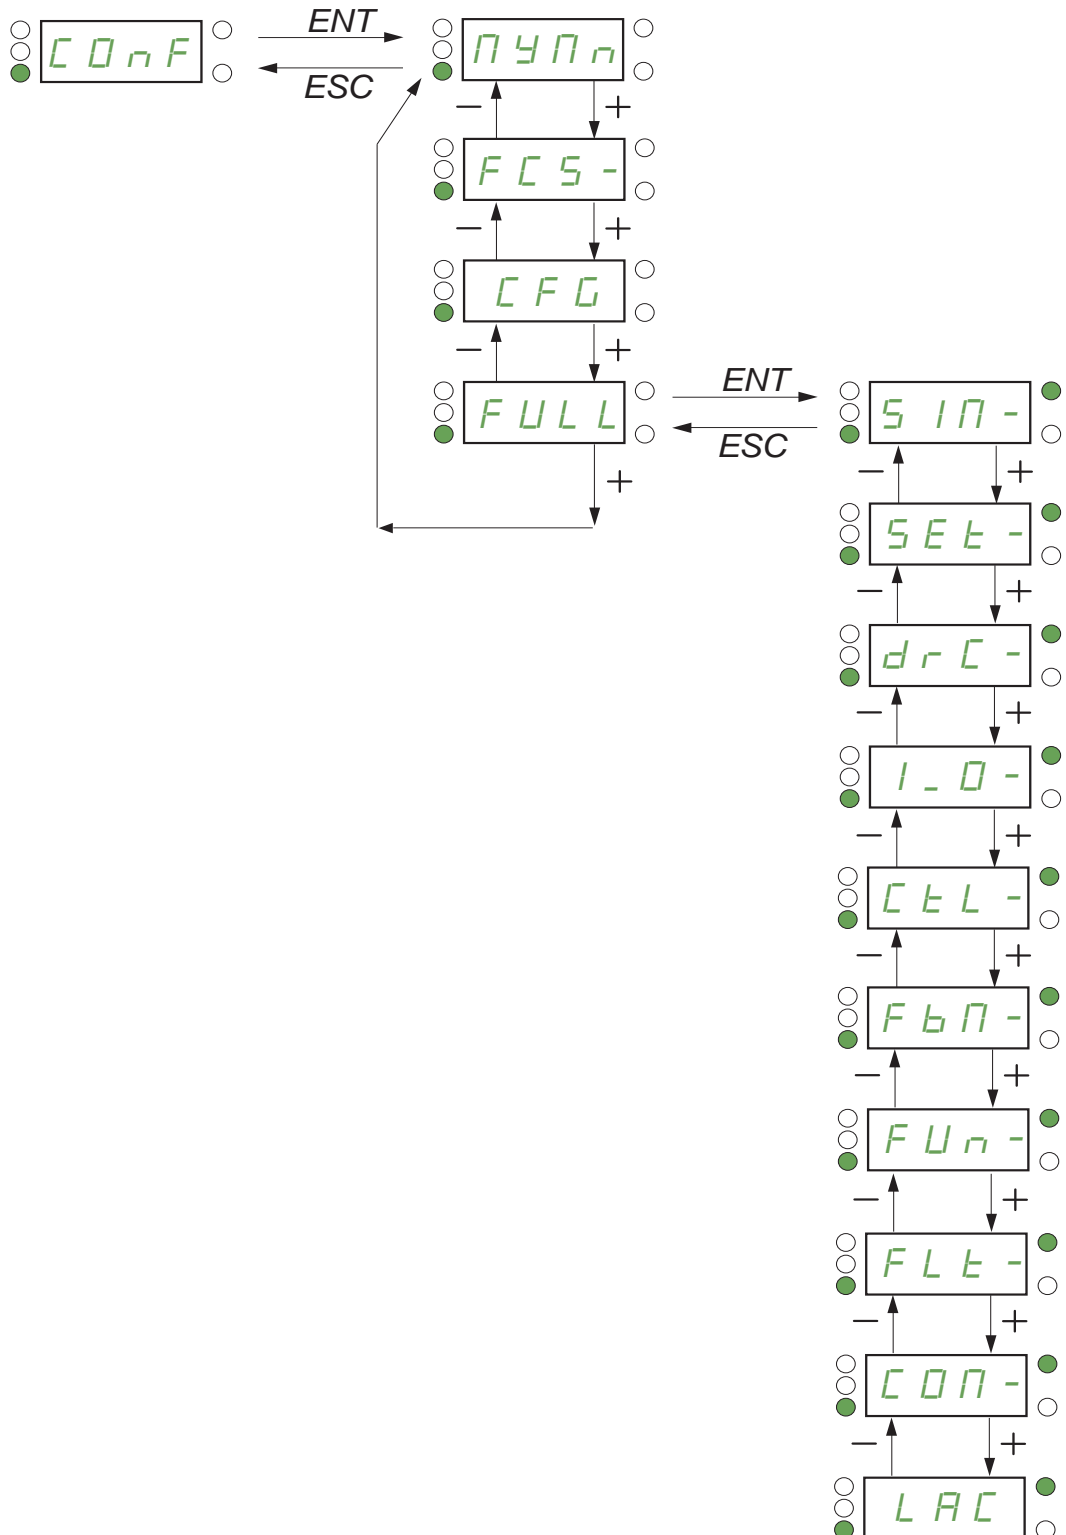 COnF
ENT
ESC
MYMn
−
+
FCS-
−
+
CFG
−
+
FULL
+
ENT
ESC
SIM-
−
+
SEt-
−
+
drC-
−
+
I_O-
−
+
CtL-
−
+
FbM-
−
+
FUn-
−
+
FLt-
−
+
COM-
−
+
LAC